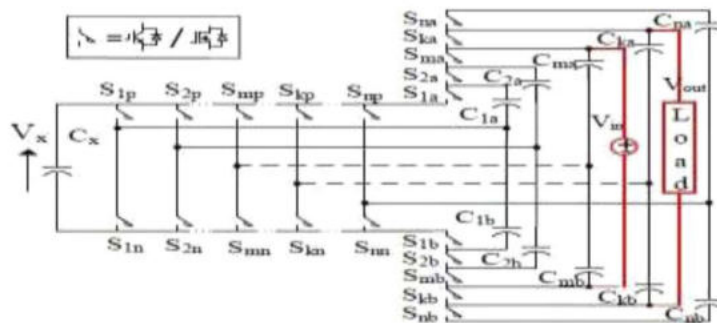 = /
S1p S2p Smp Skp Snp
Vx Cx
S1n S2n Smn Skn Snn
Sna
Ska
Sma
S2a
S1a
Cna
Cka
Cma
C2a
C1a
Vout
Vin
Load
C1b
C2b
Cmb
Ckb
Cnb
S1b
S2b
Smb
Skb
Snb